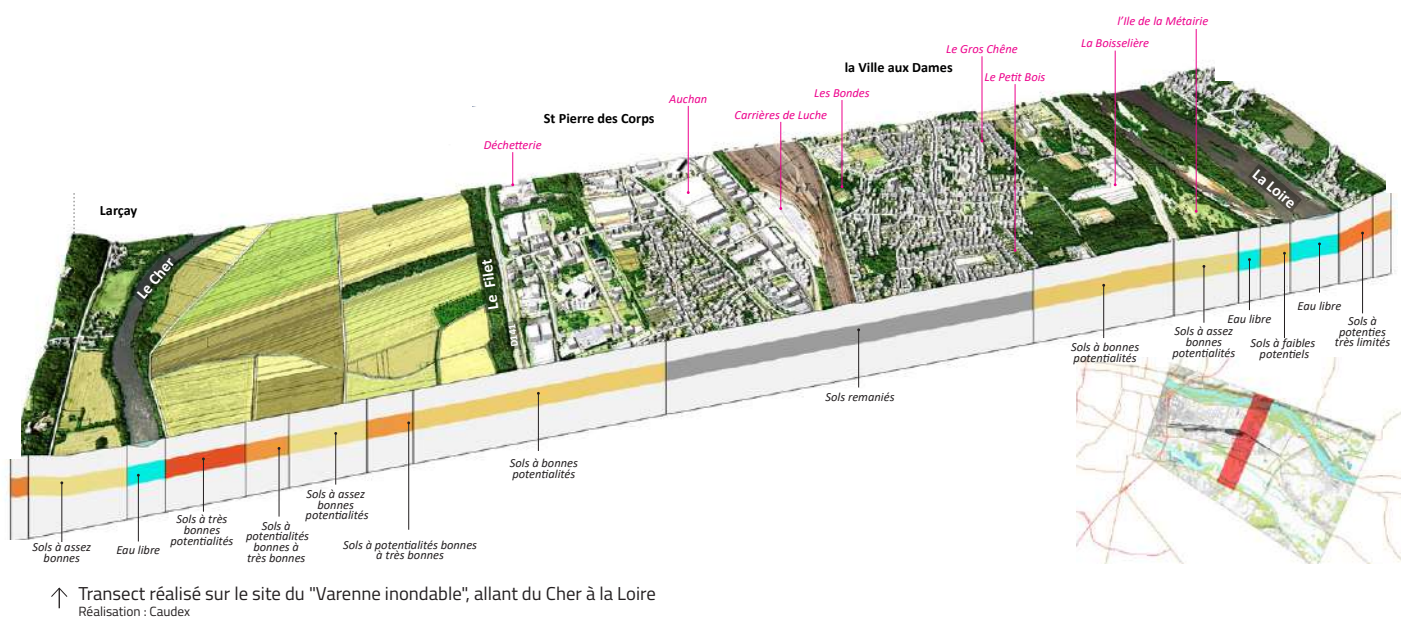 l'Ile de la Métairie
La Boisselière
Le Gros Chêne
la Ville aux Dames
Le Petit Bois
Les Bondes
Auchan
Carrières de Luche
St Pierre des Corps
Déchetterie
Larçay
Le Cher
Le Filet
D1141
La Loire
Sols à assez
bonnes
Eau libre
Sols à très
bonnes
potentialités
Sols à
potentialités
bonnes à
très bonnes
Sols à assez
bonnes
potentialités
Sols à potentialités bonnes
à très bonnes
Sols à bonnes
potentialités
Sols remaniés
Sols à bonnes
potentialités
Sols à assez
bonnes
potentialités
Eau libre
Sols à faibles
potentiels
Eau libre
Sols à
potenties
très limités
Transect réalisé sur le site du "Varenne inondable", allant du Cher à la Loire
Réalisation : Caudex